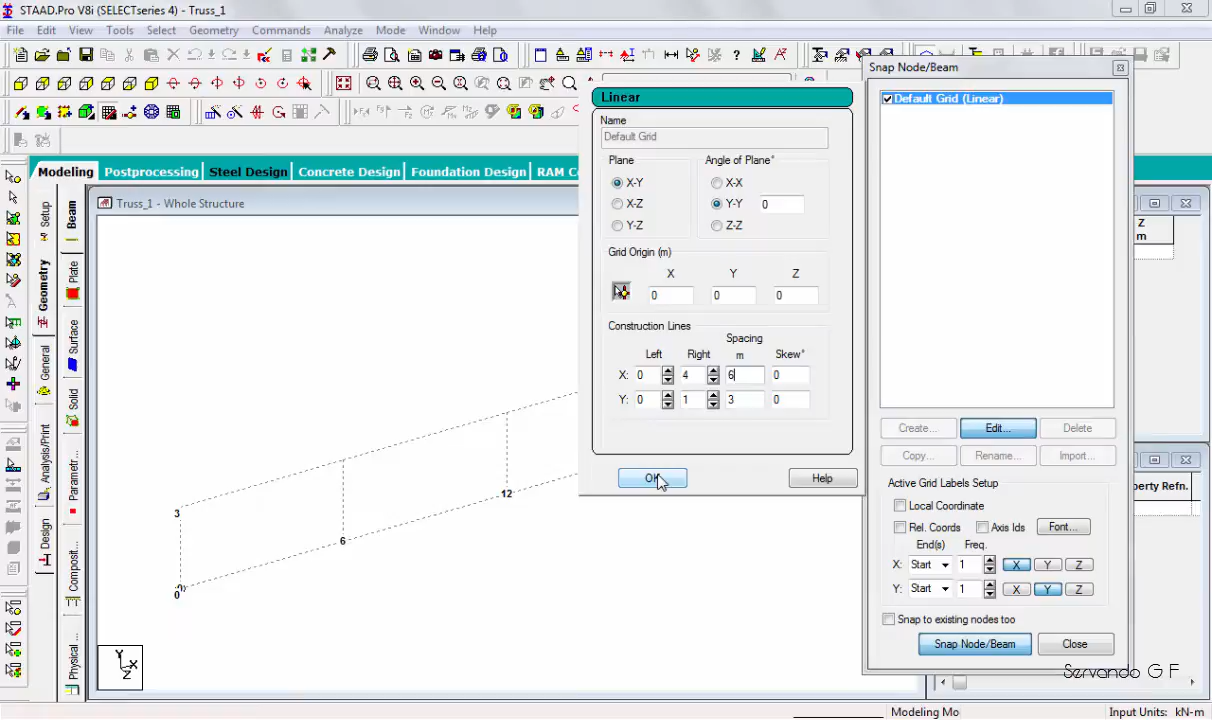 STAAD.Pro V8i (SELECTseries 4) - Truss_1
File Edit View Tools Select Geometry Commands Analyze Mode Window Help
Snap Node/Beam
Default Grid (Linear)
Linear
Name
Default Grid
Plane
Angle of Plane°
X-Y
X-X
X-Z
Y-Y
0
Y-Z
Z-Z
Grid Origin (m)
X Y Z
0 0 0
Construction Lines
Spacing
Left Right m Skew°
X: 0 4 6 0
Y: 0 1 3 0
OK
Help
Modeling Postprocessing Steel Design Concrete Design Foundation Design RAM Co
Truss_1 - Whole Structure
Setup
Geometry
General
Analysis/Print
Design
Beam
Plate
Surface
Solid
Parametr...
Composit...
Physical ...
3
0
0
6
12
Y
X
Z
Z
m
perty Refn.
Create... Edit... Delete
Copy... Rename... Import...
Active Grid Labels Setup
Local Coordinate
Rel. Coords Axis Ids Font...
End(s) Freq.
X: Start 1 X Y Z
Y: Start 1 X Y Z
Snap to existing nodes too
Snap Node/Beam Close
Servando G F
Modeling Mo Input Units: kN-m